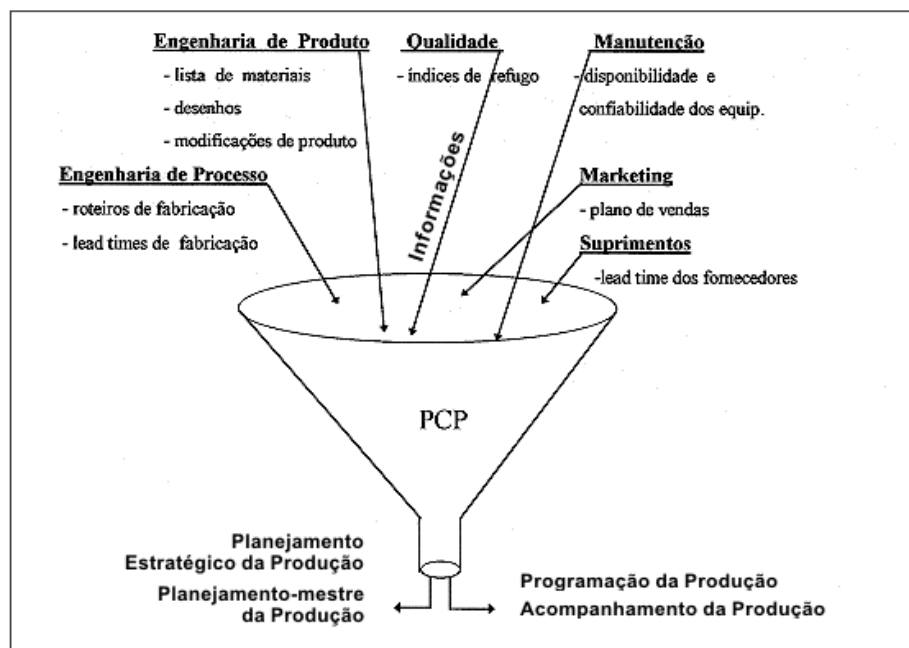 Engenharia de Produto
- lista de materiais
- desenhos
- modificações de produto
Qualidade
- índices de refugo
Manutenção
- disponibilidade e
confiabilidade dos equip.
Informações
Engenharia de Processo
- roteiros de fabricação
- lead times de fabricação
Marketing
- plano de vendas
Suprimentos
-lead time dos fornecedores
PCP
Planejamento
Estratégico da Produção
Planejamento-mestre
da Produção
Programação da Produção
Acompanhamento da Produção